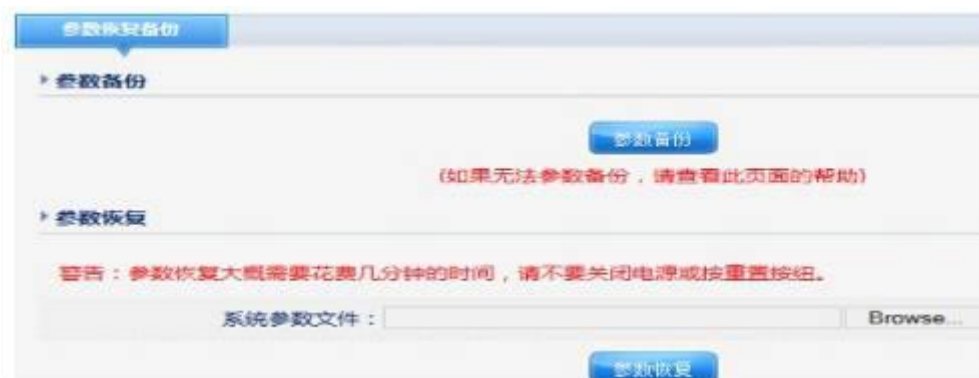 参数恢复备份
参数备份
参数备份
(如果无法参数备份，请查看此页面的帮助)
参数恢复
警告：参数恢复大概需要花费几分钟的时间，请不要关闭电源或按重置按钮。
系统参数文件：
Browse...
参数恢复